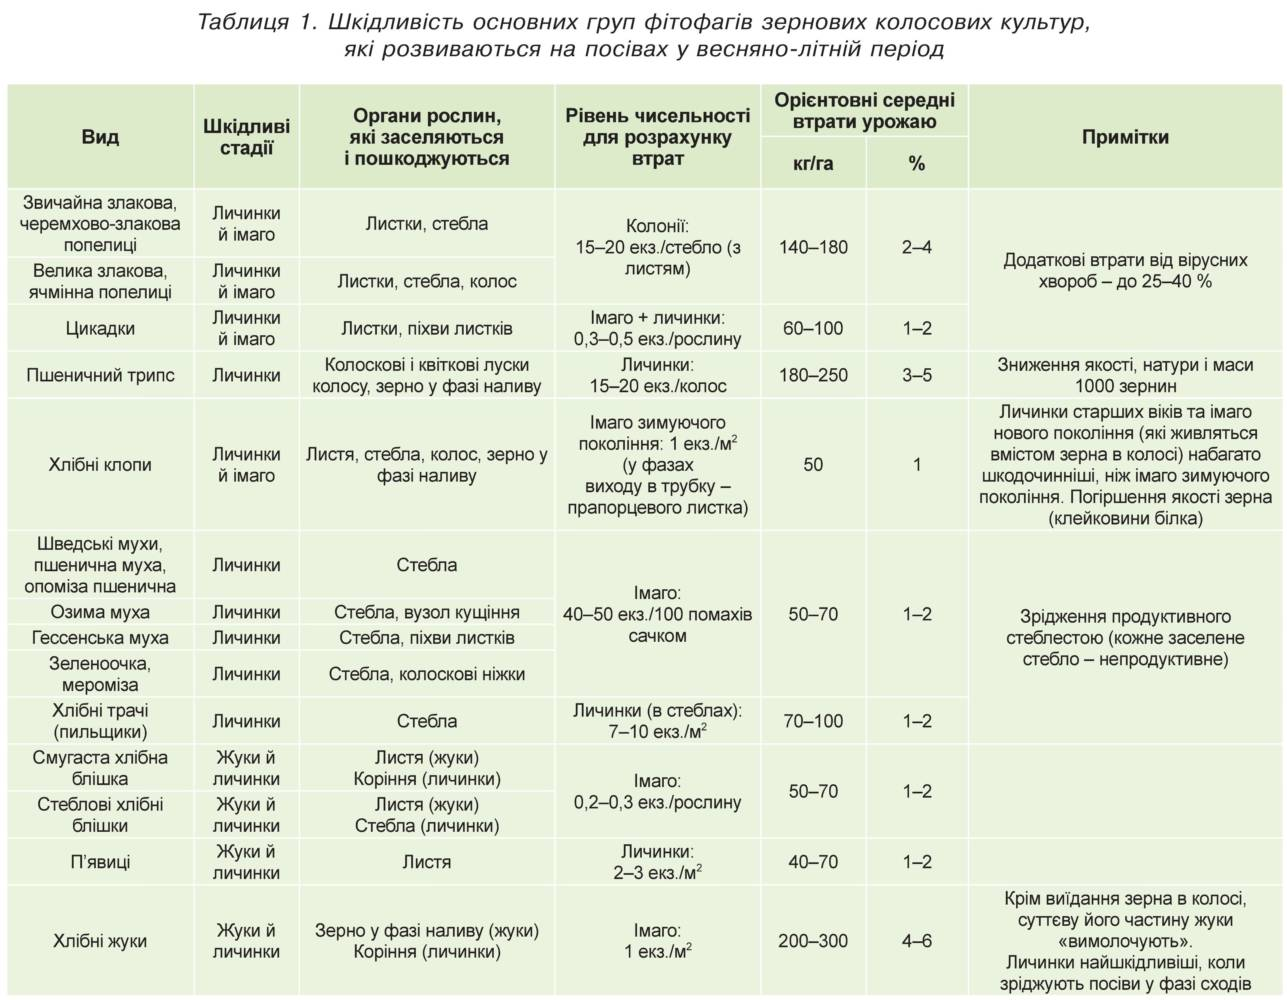 Таблиця 1. Шкідливість основних груп фітофагів зернових колосових культур,
які розвиваються на посівах у весняно-літній період
Вид
Шкідливі
стадії
Органи рослин,
які заселяються
і пошкоджуються
Рівень чисельності
для розрахунку
втрат
Орієнтовні середні
втрати урожаю
кг/га
%
Примітки
Звичайна злакова,
черемхово-злакова
попелиці
Личинки
й імаго
Листки, стебла
Колонії:
15–20 екз./стебло (з
листям)
140–180
2–4
Додаткові втрати від вірусних
хвороб – до 25–40 %
Велика злакова,
ячмінна попелиці
Личинки
й імаго
Листки, стебла, колос
Цикадки
Личинки
й імаго
Листки, піхви листків
Імаго + личинки:
0,3–0,5 екз./рослину
60–100
1–2
Пшеничний трипс
Личинки
Колоскові і квіткові луски
колосу, зерно у фазі наливу
Личинки:
15–20 екз./колос
180–250
3–5
Зниження якості, натури і маси
1000 зернин
Хлібні клопи
Личинки
й імаго
Листя, стебла, колос, зерно у
фазі наливу
Імаго зимуючого
покоління: 1 екз./м²
(у фазах
виходу в трубку –
прапорцевого листка)
50
1
Личинки старших віків та імаго
нового покоління (які живляться
вмістом зерна в колосі) набагато
шкодочинніші, ніж імаго зимуючого
покоління. Погіршення якості зерна
(клейковини білка)
Шведські мухи,
пшенична муха,
опоміза пшенична
Личинки
Стебла
Імаго:
40–50 екз./100 помахів
сачком
50–70
1–2
Зрідження продуктивного
стеблестою (кожне заселене
стебло – непродуктивне)
Озима муха
Личинки
Стебла, вузол кущіння
Гессенська муха
Личинки
Стебла, піхви листків
Зеленоочка,
мероміза
Личинки
Стебла, колоскові ніжки
Хлібні трачі
(пильщики)
Личинки
Стебла
Личинки (в стеблах):
7–10 екз./м²
70–100
1–2
Смугаста хлібна
блішка
Жуки й
личинки
Листя (жуки)
Коріння (личинки)
Імаго:
0,2–0,3 екз./рослину
50–70
1–2
Стеблові хлібні
блішки
Жуки й
личинки
Листя (жуки)
Стебла (личинки)
П’явиці
Жуки й
личинки
Листя
Личинки:
2–3 екз./м²
40–70
1–2
Хлібні жуки
Жуки й
личинки
Зерно у фазі наливу (жуки)
Коріння (личинки)
Імаго:
1 екз./м²
200–300
4–6
Крім виїдання зерна в колосі,
суттєву його частину жуки
«вимолочують».
Личинки найшкідливіші, коли
зріджують посіви у фазі сходів